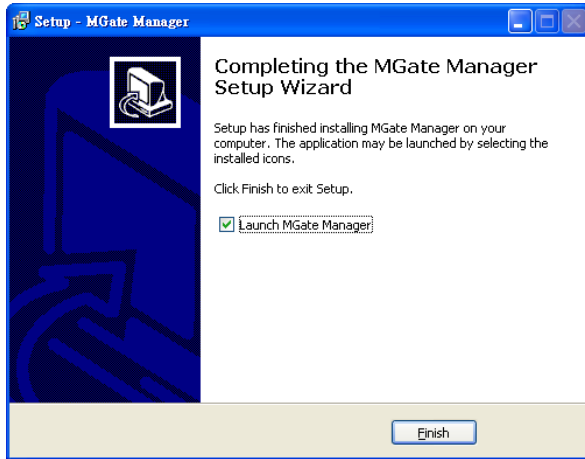 Setup - MGate Manager
Completing the MGate Manager
Setup Wizard
Setup has finished installing MGate Manager on your
computer. The application may be launched by selecting the
installed icons.
Click Finish to exit Setup.
Launch MGate Manager
Finish